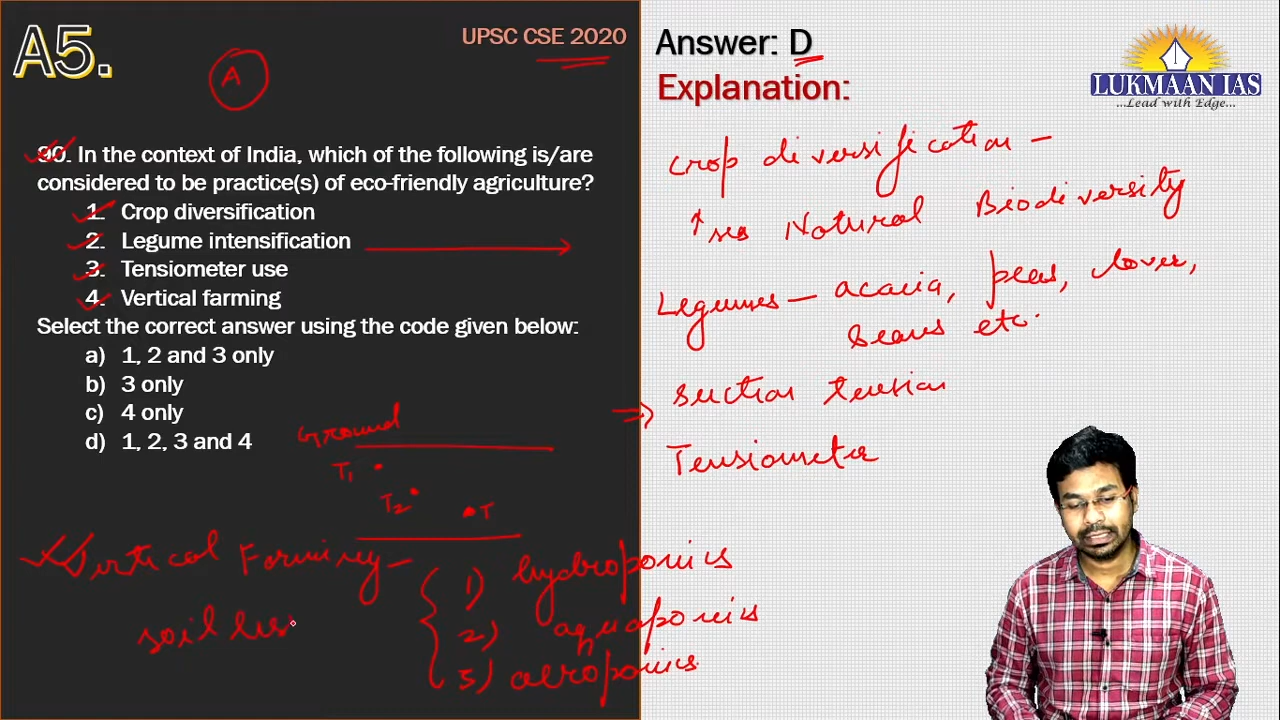 A5.
UPSC CSE 2020
A
90. In the context of India, which of the following is/are
considered to be practice(s) of eco-friendly agriculture?
1. Crop diversification
2. Legume intensification
3. Tensiometer use
4. Vertical farming
Select the correct answer using the code given below:
a) 1, 2 and 3 only
b) 3 only
c) 4 only
d) 1, 2, 3 and 4
Ground
T1
T2
T
Vertical Farming -
1) hydroponics
2) aquaponics
3) aeroponics
soilless
Answer: D
Explanation:
LUKMAAN IAS
...Lead with Edge...
crop diversification -
↑ses Natural Biodiversity
Legumes - acacia, peas, clover,
beans etc.
suction tension
Tensiometer